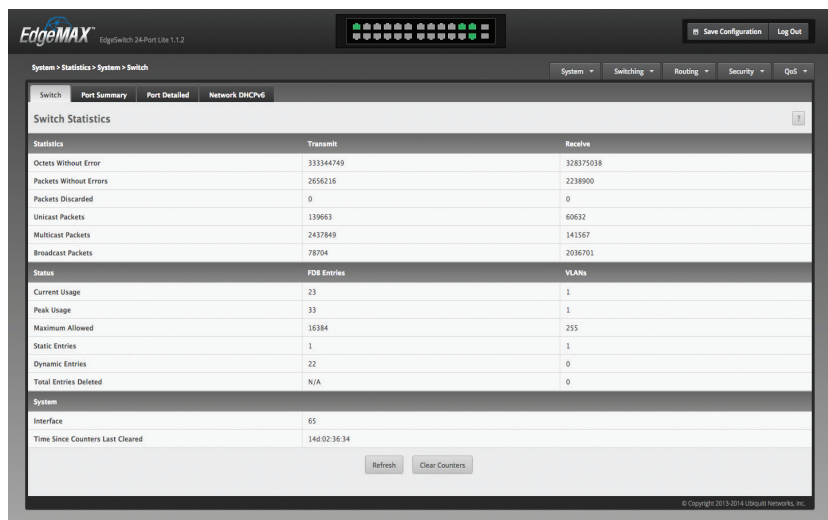 EdgeMAX™ EdgeSwitch 24-Port Lite 1.1.2
Save Configuration Log Out
System > Statistics > System > Switch
System Switching Routing Security QoS
Switch Port Summary Port Detailed Network DHCPv6
Switch Statistics ?
Statistics Transmit Receive
Octets Without Error 333344749 328375038
Packets Without Errors 2656216 2238900
Packets Discarded 0 0
Unicast Packets 139663 60632
Multicast Packets 2437849 141567
Broadcast Packets 78704 2036701
Status FDB Entries VLANs
Current Usage 23 1
Peak Usage 33 1
Maximum Allowed 16384 255
Static Entries 1 1
Dynamic Entries 22 0
Total Entries Deleted N/A 0
System
Interface 65
Time Since Counters Last Cleared 14d:02:36:34
Refresh Clear Counters
© Copyright 2013-2014 Ubiquiti Networks, Inc.